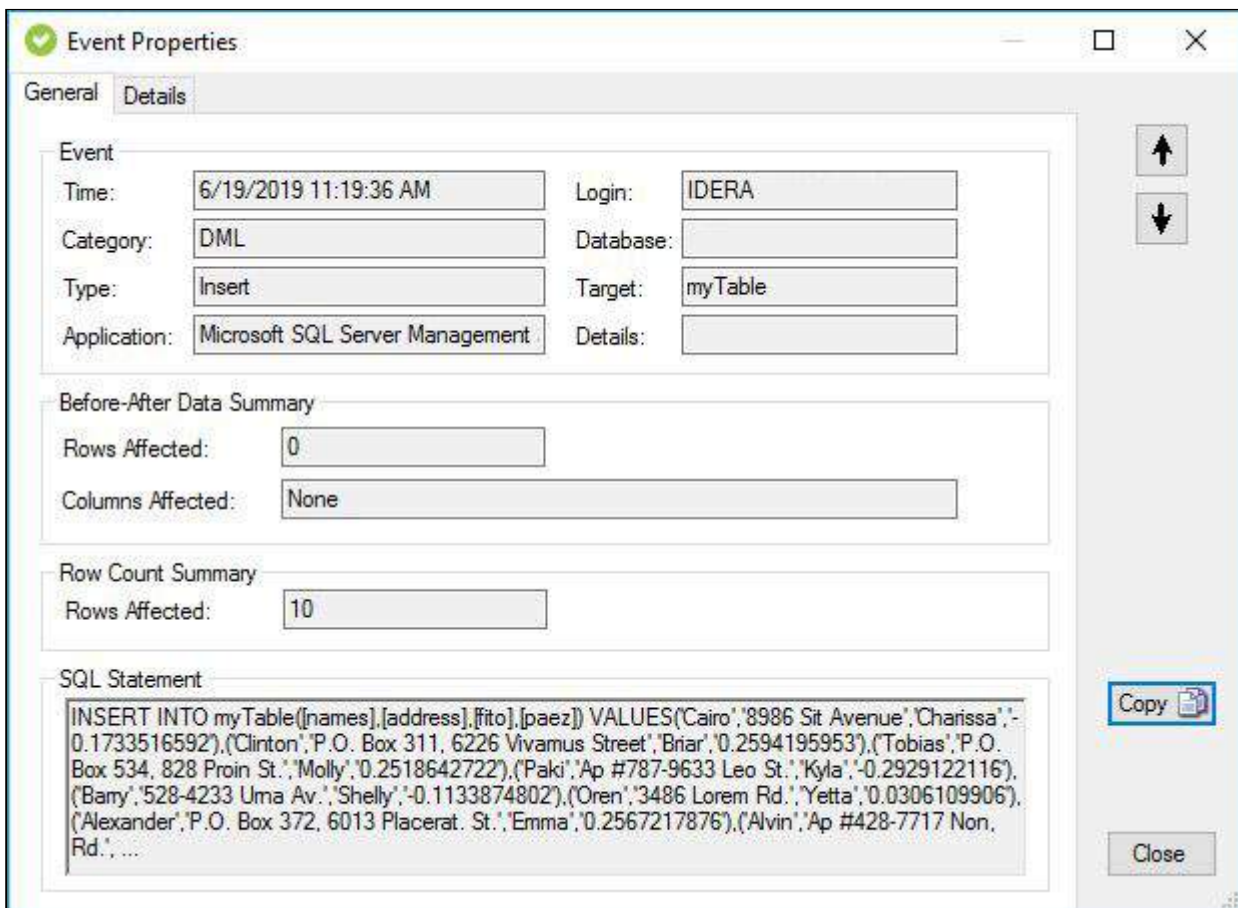 Event Properties
General Details
Event
Time: 6/19/2019 11:19:36 AM Login: IDERA
Category: DML Database:
Type: Insert Target: myTable
Application: Microsoft SQL Server Management Details:
Before-After Data Summary
Rows Affected: 0
Columns Affected: None
Row Count Summary
Rows Affected: 10
SQL Statement
INSERT INTO myTable([names],[address],[fito],[paez]) VALUES('Cairo','8986 Sit Avenue','Charissa','-
0.1733516592'),('Clinton','P.O. Box 311, 6226 Vivamus Street','Briar','0.2594195953'),('Tobias','P.O.
Box 534, 828 Proin St.','Molly','0.2518642722'),('Paki','Ap #787-9633 Leo St.','Kyla','-0.2929122116'),
('Barry','528-4233 Urna Av.','Shelly','-0.1133874802'),('Oren','3486 Lorem Rd.','Yetta','0.0306109906'),
('Alexander','P.O. Box 372, 6013 Placerat. St.','Emma','0.2567217876'),('Alvin','Ap #428-7717 Non,
Rd.', ...
Copy
Close